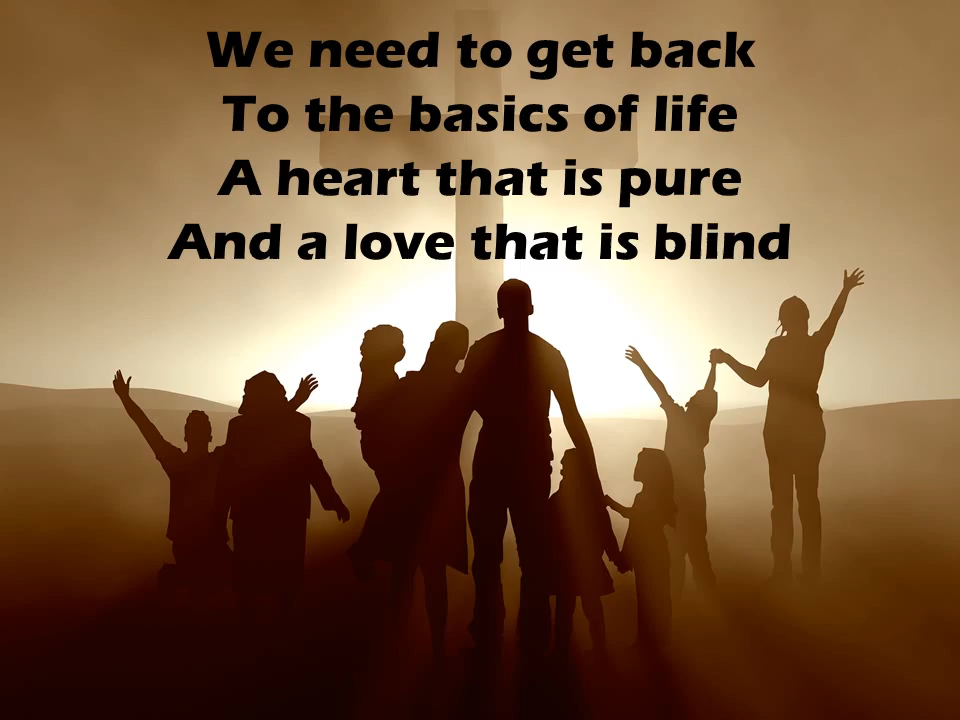 We need to get back
To the basics of life
A heart that is pure
And a love that is blind